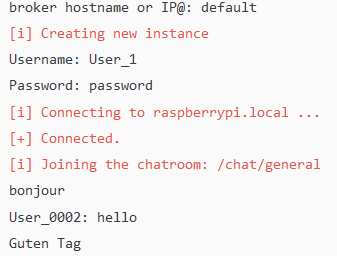 broker hostname or IP@: default
[i] Creating new instance
Username: User_1
Password: password
[i] Connecting to raspberrypi.local ...
[+] Connected.
[i] Joining the chatroom: /chat/general
bonjour
User_0002: hello
Guten Tag